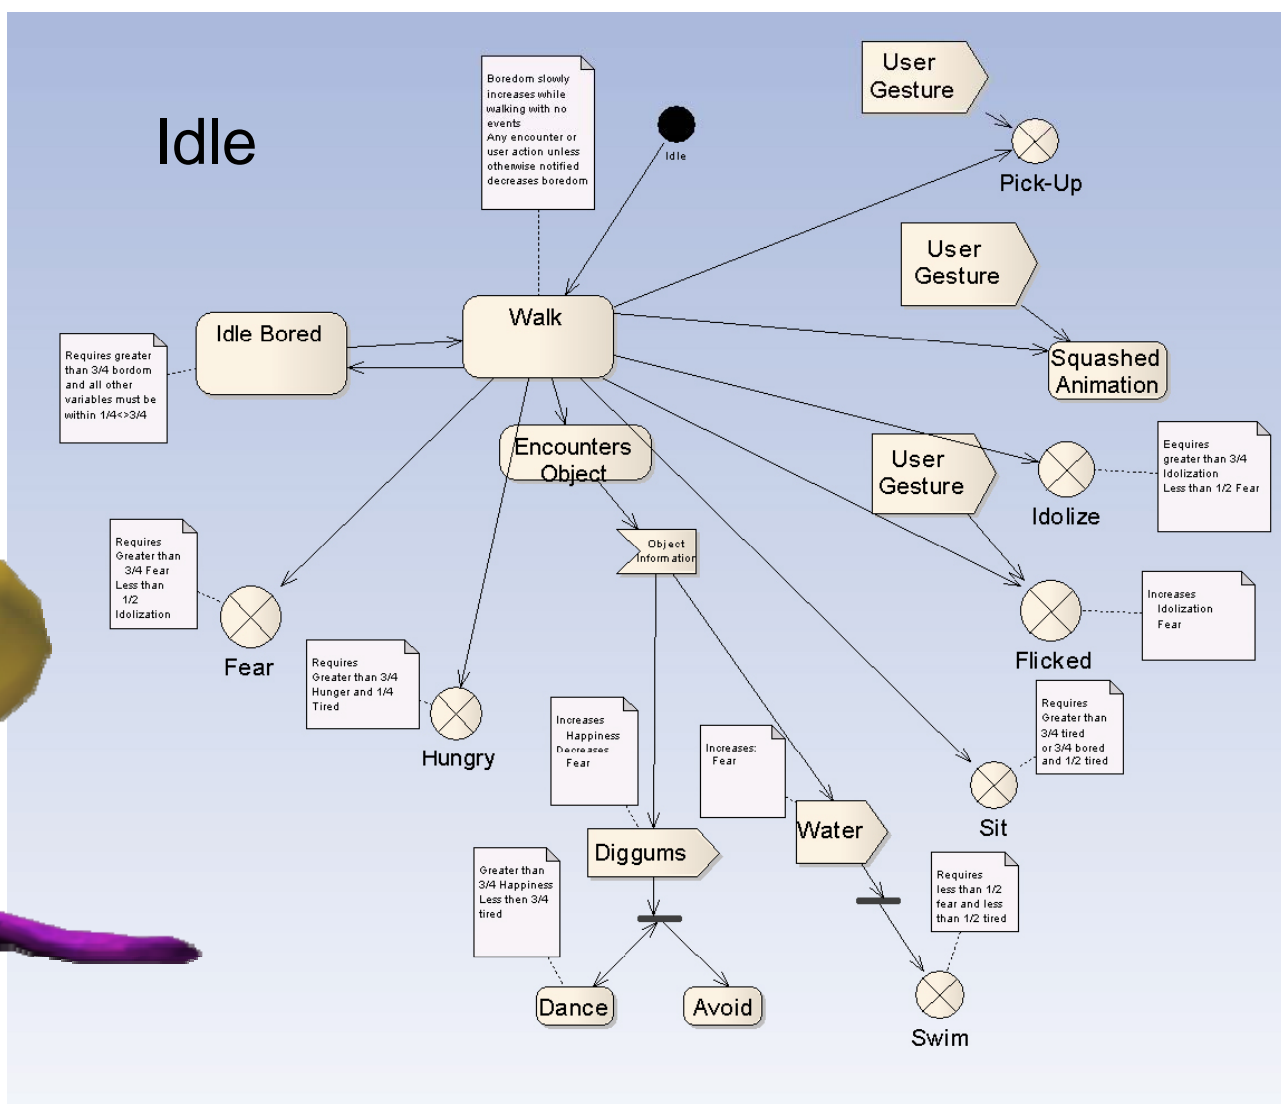 Idle
Boredom slowly
increases while
walking with no
events
Any encounter or
user action unless
otherwise notified
decreases boredom
Idle
User
Gesture
Pick-Up
User
Gesture
Squashed
Animation
Walk
Idle Bored
Requires greater
than 3/4 bordom
and all other
variables must be
within 1/4<>3/4
Encounters
Object
User
Gesture
Idolize
Eequires
greater than 3/4
Idolization
Less than 1/2 Fear
Object
Information
Requires
Greater than
3/4 Fear
Less than
1/2
Idolization
Fear
Requires
Greater than 3/4
Hunger and 1/4
Tired
Hungry
Flicked
Increases
Idolization
Fear
Requires
Greater than
3/4 tired
or 3/4 bored
and 1/2 tired
Sit
Increases
Happiness
Decreases
Fear
Increases:
Fear
Diggums
Water
Greater than
3/4 Happiness
Less then 3/4
tired
Requires
less than 1/2
fear and less
than 1/2 tired
Dance
Avoid
Swim